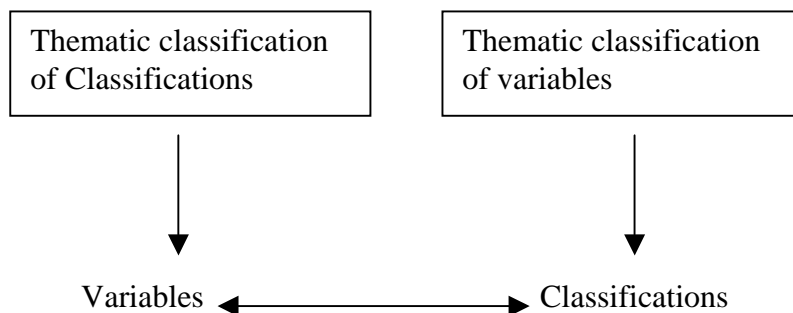 Thematic classification
of Classifications
Thematic classification
of variables
Variables
Classifications